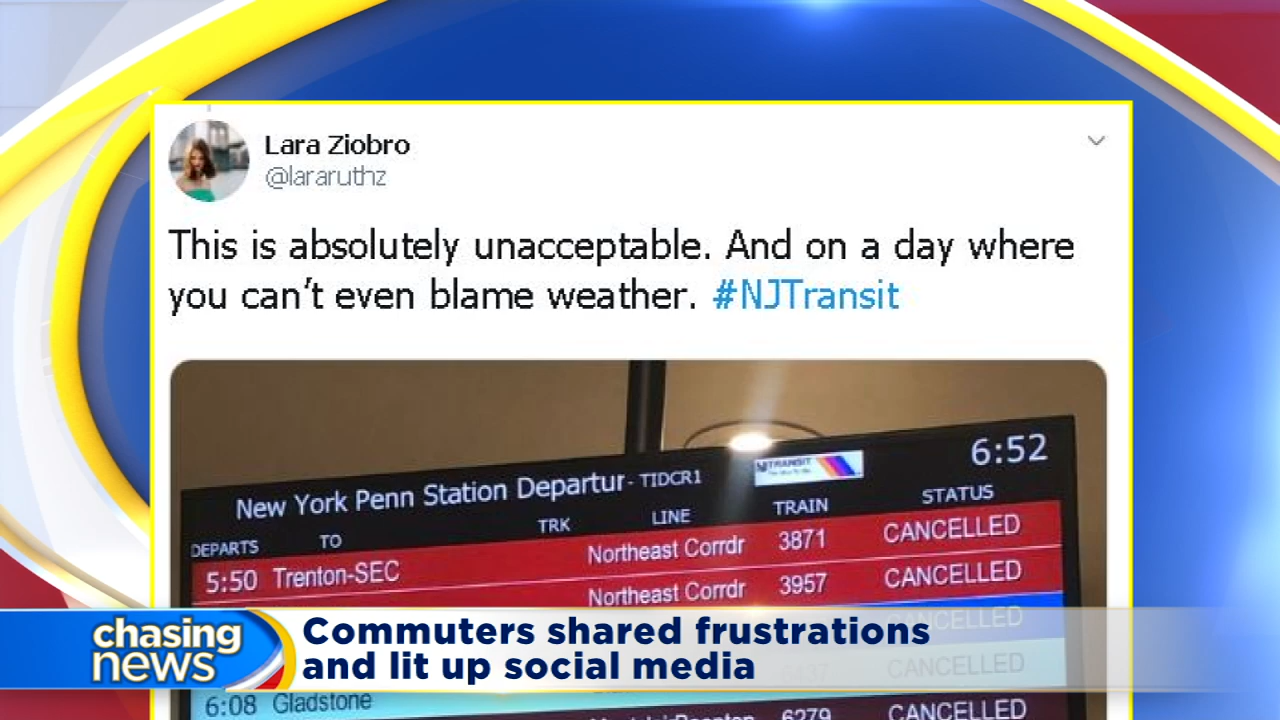 Lara Ziobro
@lararuthz
This is absolutely unacceptable. And on a day where
you can't even blame weather. #NJTransit
6:52
New York Penn Station Departur- TIDCR1
NJ TRANSIT
DEPARTS TO TRK LINE TRAIN STATUS
5:50 Trenton-SEC Northeast Corrdr 3871 CANCELLED
Northeast Corrdr 3957 CANCELLED
CANCELLED
6137 CANCELLED
6:08 Gladstone
6279 CANCELLED
chasing
news
Commuters shared frustrations
and lit up social media